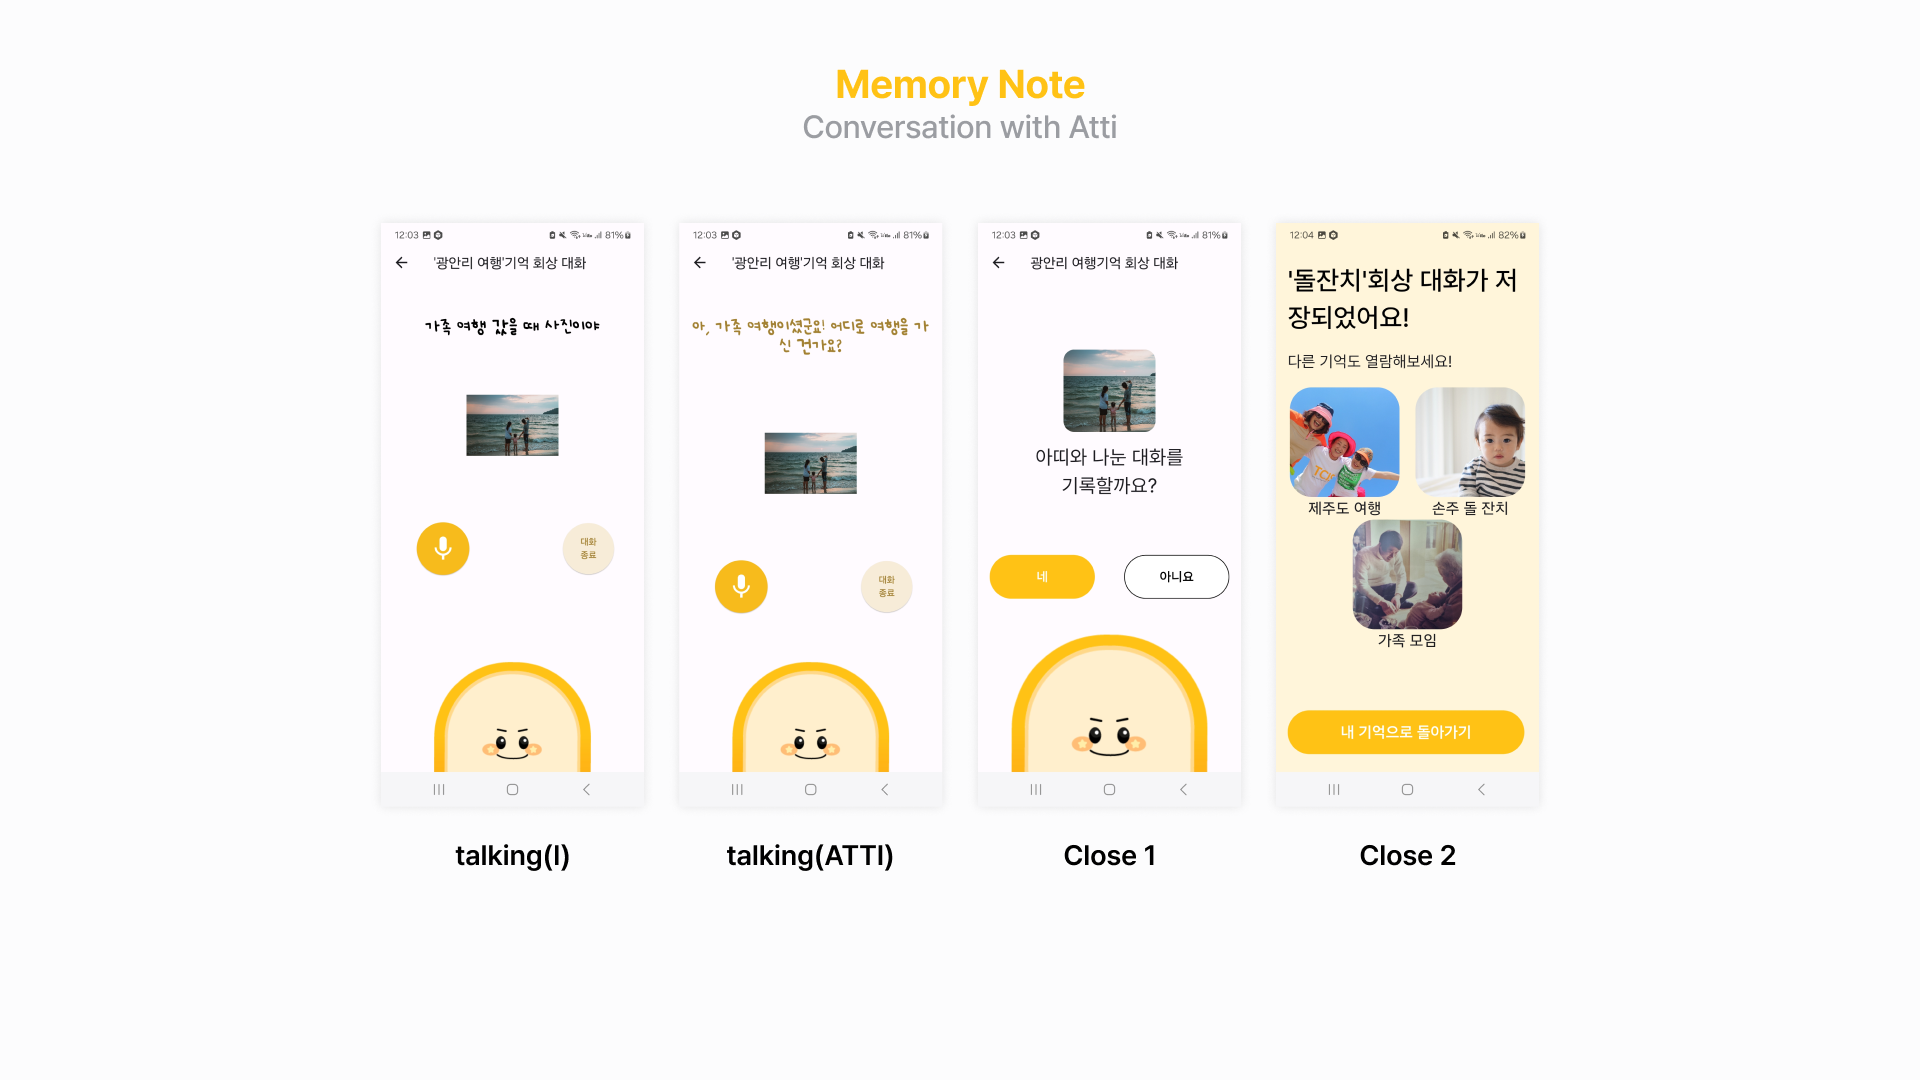 Memory Note
Conversation with Atti
12:03
81%
'광안리 여행'기억 회상 대화
가족 여행 갔을 때 사진이야
대화
종료
talking(I)
12:03
81%
'광안리 여행'기억 회상 대화
아, 가족 여행이셨군요! 어디로 여행을 가
신 건가요?
대화
종료
talking(ATTI)
12:03
81%
광안리 여행기억 회상 대화
아띠와 나눈 대화를
기록할까요?
네
아니요
Close 1
12:04
82%
'돌잔치'회상 대화가 저
장되었어요!
다른 기억도 열람해보세요!
제주도 여행
손주 돌 잔치
가족 모임
내 기억으로 돌아가기
Close 2